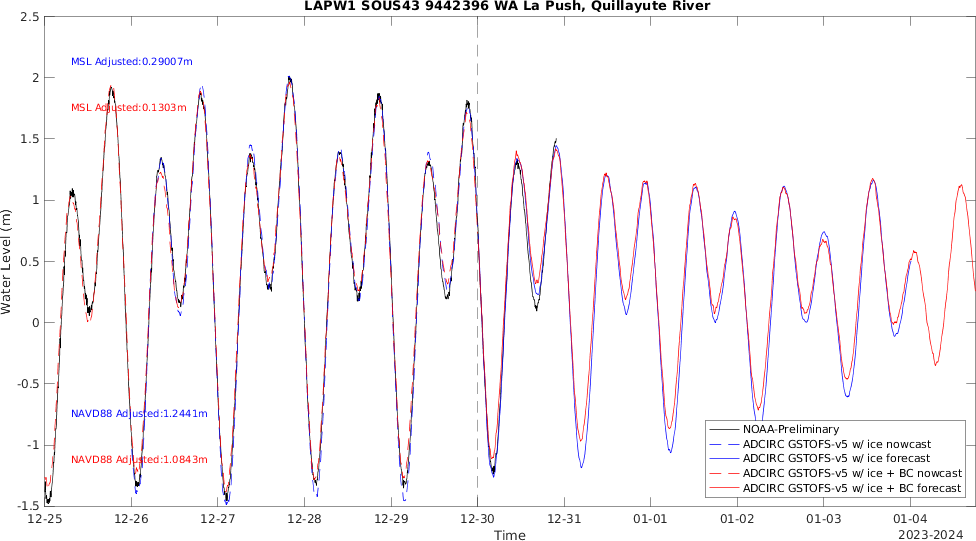 LAPW1 SOUS43 9442396 WA La Push, Quillayute River
2.5
2
1.5
1
0.5
0
-0.5
-1
-1.5
Water Level (m)
MSL Adjusted:0.29007m
MSL Adjusted:0.1303m
NAVD88 Adjusted:1.2441m
NAVD88 Adjusted:1.0843m
NOAA-Preliminary
ADCIRC GSTOFS-v5 w/ ice nowcast
ADCIRC GSTOFS-v5 w/ ice forecast
ADCIRC GSTOFS-v5 w/ ice + BC nowcast
ADCIRC GSTOFS-v5 w/ ice + BC forecast
12-25 12-26 12-27 12-28 12-29 12-30 12-31 01-01 01-02 01-03 01-04
2023-2024
Time